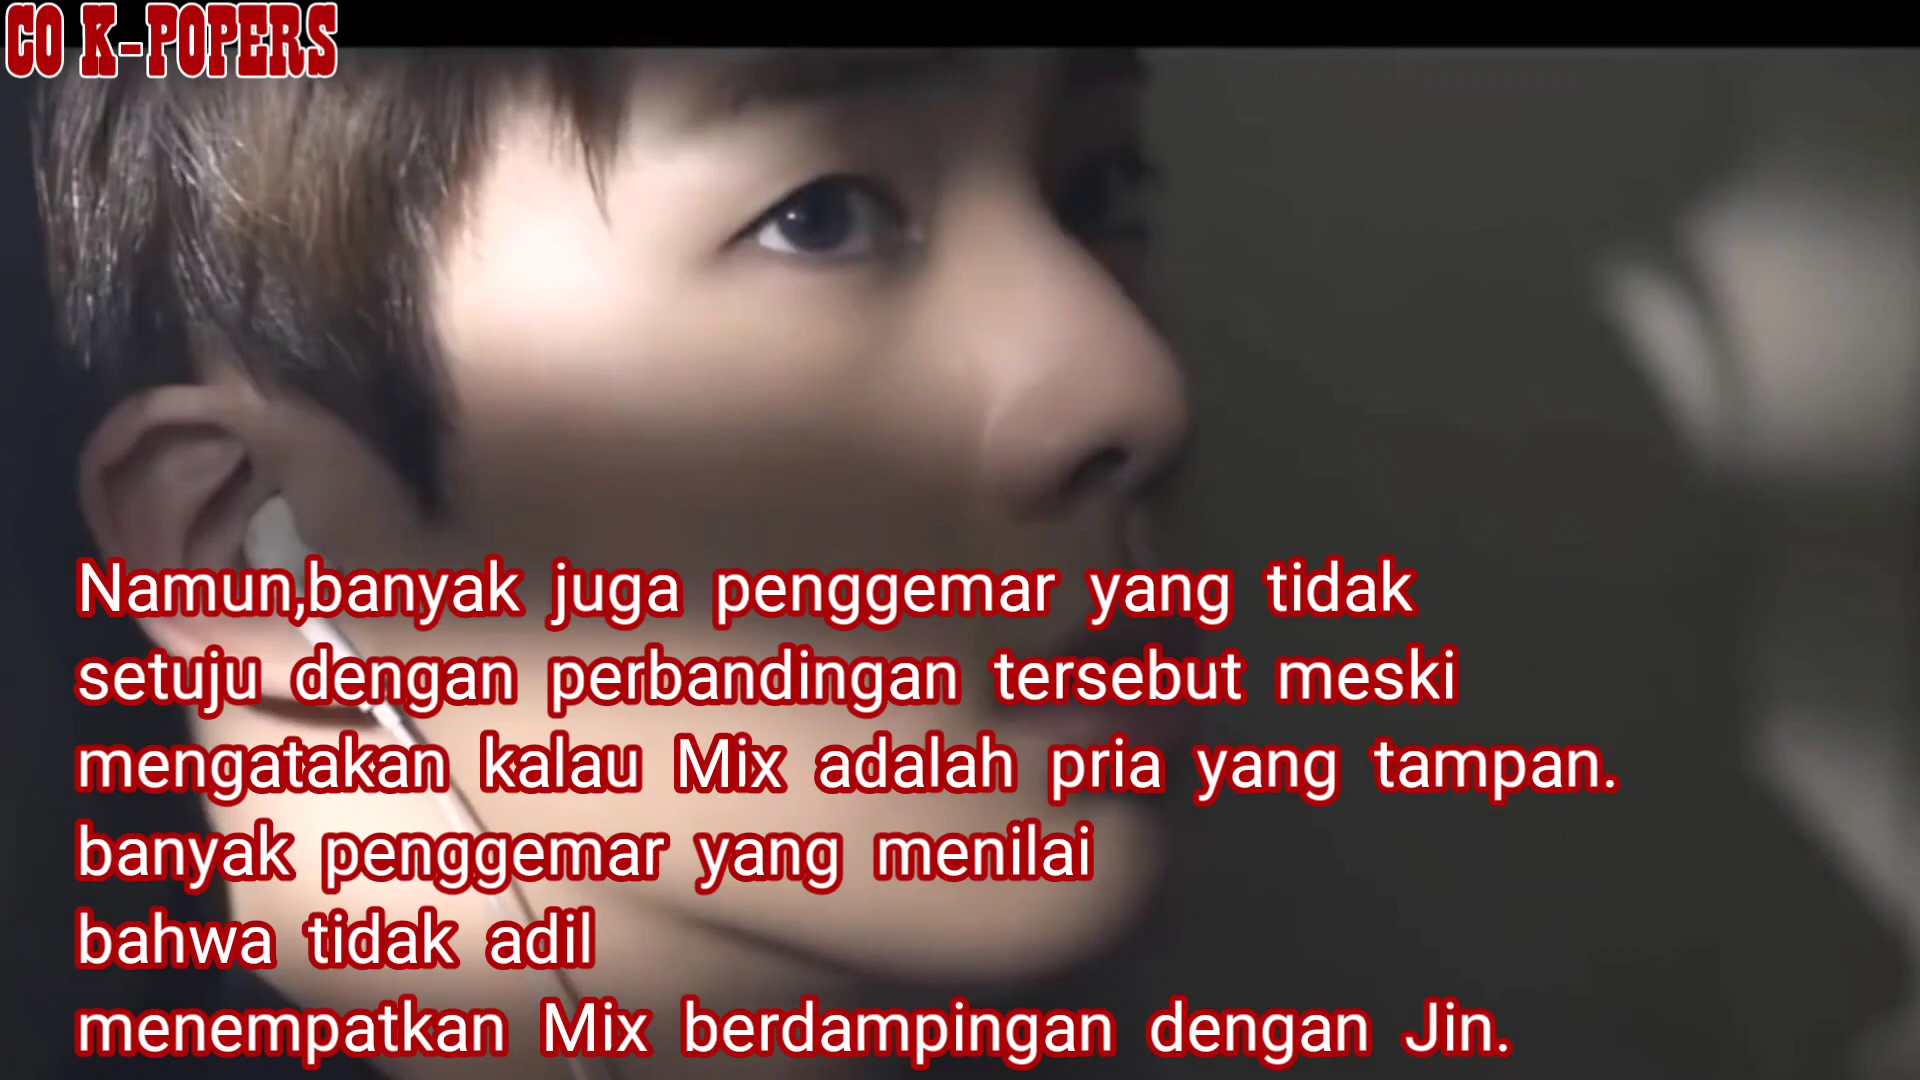 CO K-POPERS
Namun,banyak juga penggemar yang tidak
setuju dengan perbandingan tersebut meski
mengatakan kalau Mix adalah pria yang tampan.
banyak penggemar yang menilai
bahwa tidak adil
menempatkan Mix berdampingan dengan Jin.